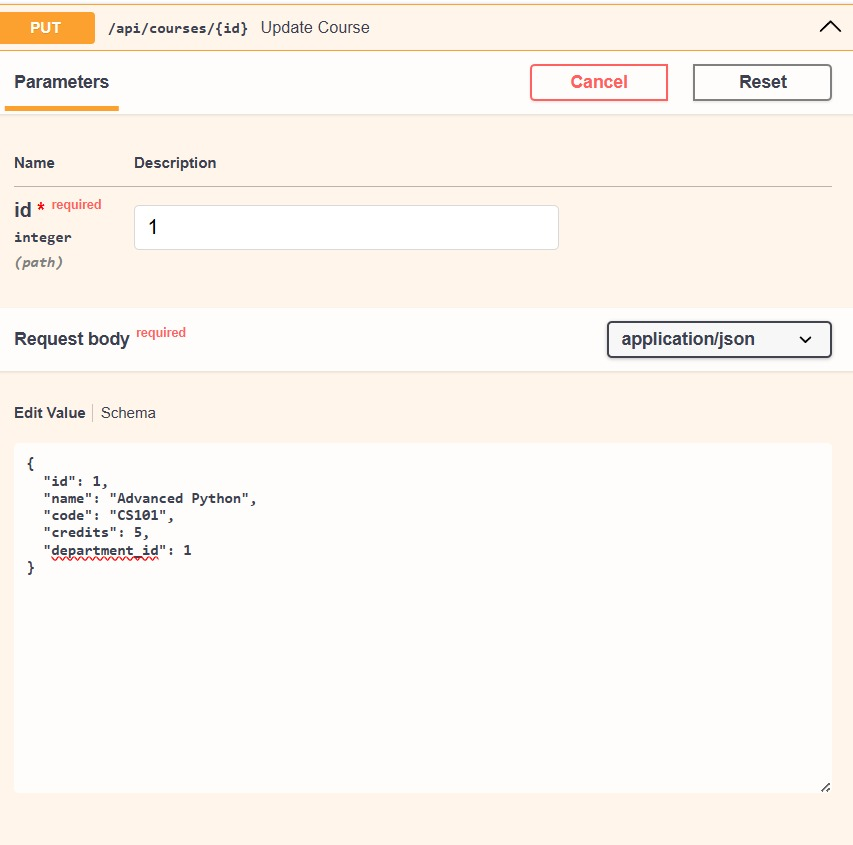 PUT /api/courses/{id} Update Course
Parameters Cancel Reset
Name Description
id * required 1
integer
(path)
Request body required application/json
Edit Value Schema
{
  "id": 1,
  "name": "Advanced Python",
  "code": "CS101",
  "credits": 5,
  "department_id": 1
}